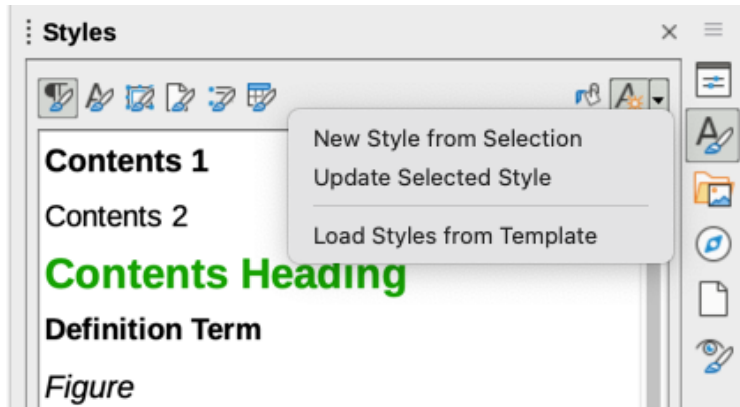 Styles
New Style from Selection
Update Selected Style
Load Styles from Template
Contents 1
Contents 2
Contents Heading
Definition Term
Figure